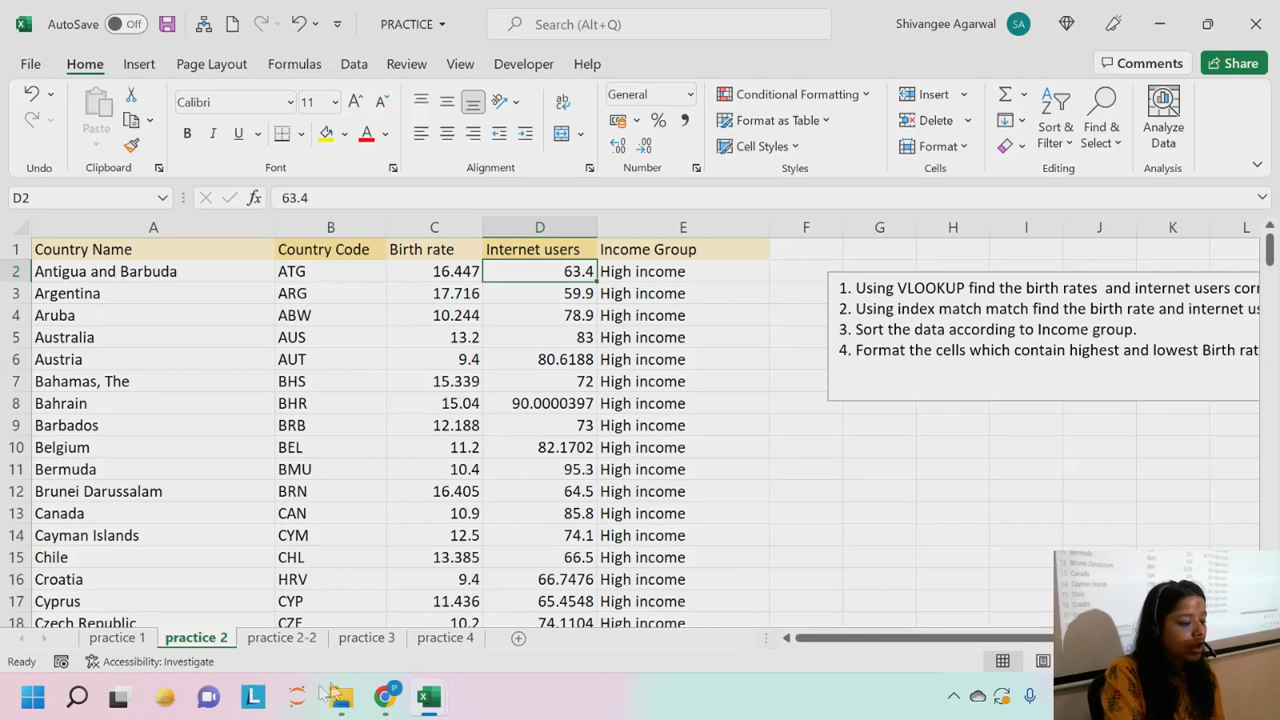 AutoSave Off PRACTICE Search (Alt+Q) Shivangee Agarwal SA
File Home Insert Page Layout Formulas Data Review View Developer Help Comments Share
Calibri 11 General Conditional Formatting Insert
Paste B I U Format as Table Delete Sort & Find & Analyze
Cell Styles Format Filter Select Data
Undo Clipboard Font Alignment Number Styles Cells Editing Analysis
D2 fx 63.4
A B C D E F G H I J K L
1 Country Name Country Code Birth rate Internet users Income Group
2 Antigua and Barbuda ATG 16.447 63.4 High income
3 Argentina ARG 17.716 59.9 High income
4 Aruba ABW 10.244 78.9 High income
5 Australia AUS 13.2 83 High income
6 Austria AUT 9.4 80.6188 High income
7 Bahamas, The BHS 15.339 72 High income
8 Bahrain BHR 15.04 90.0000397 High income
9 Barbados BRB 12.188 73 High income
10 Belgium BEL 11.2 82.1702 High income
11 Bermuda BMU 10.4 95.3 High income
12 Brunei Darussalam BRN 16.405 64.5 High income
13 Canada CAN 10.9 85.8 High income
14 Cayman Islands CYM 12.5 74.1 High income
15 Chile CHL 13.385 66.5 High income
16 Croatia HRV 9.4 66.7476 High income
17 Cyprus CYP 11.436 65.4548 High income
18 Czech Republic CZE 10.2 74.1104 High income
1. Using VLOOKUP find the birth rates and internet users
2. Using index match match find the birth rate and internet
3. Sort the data according to Income group.
4. Format the cells which contain highest and lowest Birth
practice 1 practice 2 practice 2-2 practice 3 practice 4
Ready Accessibility: Investigate